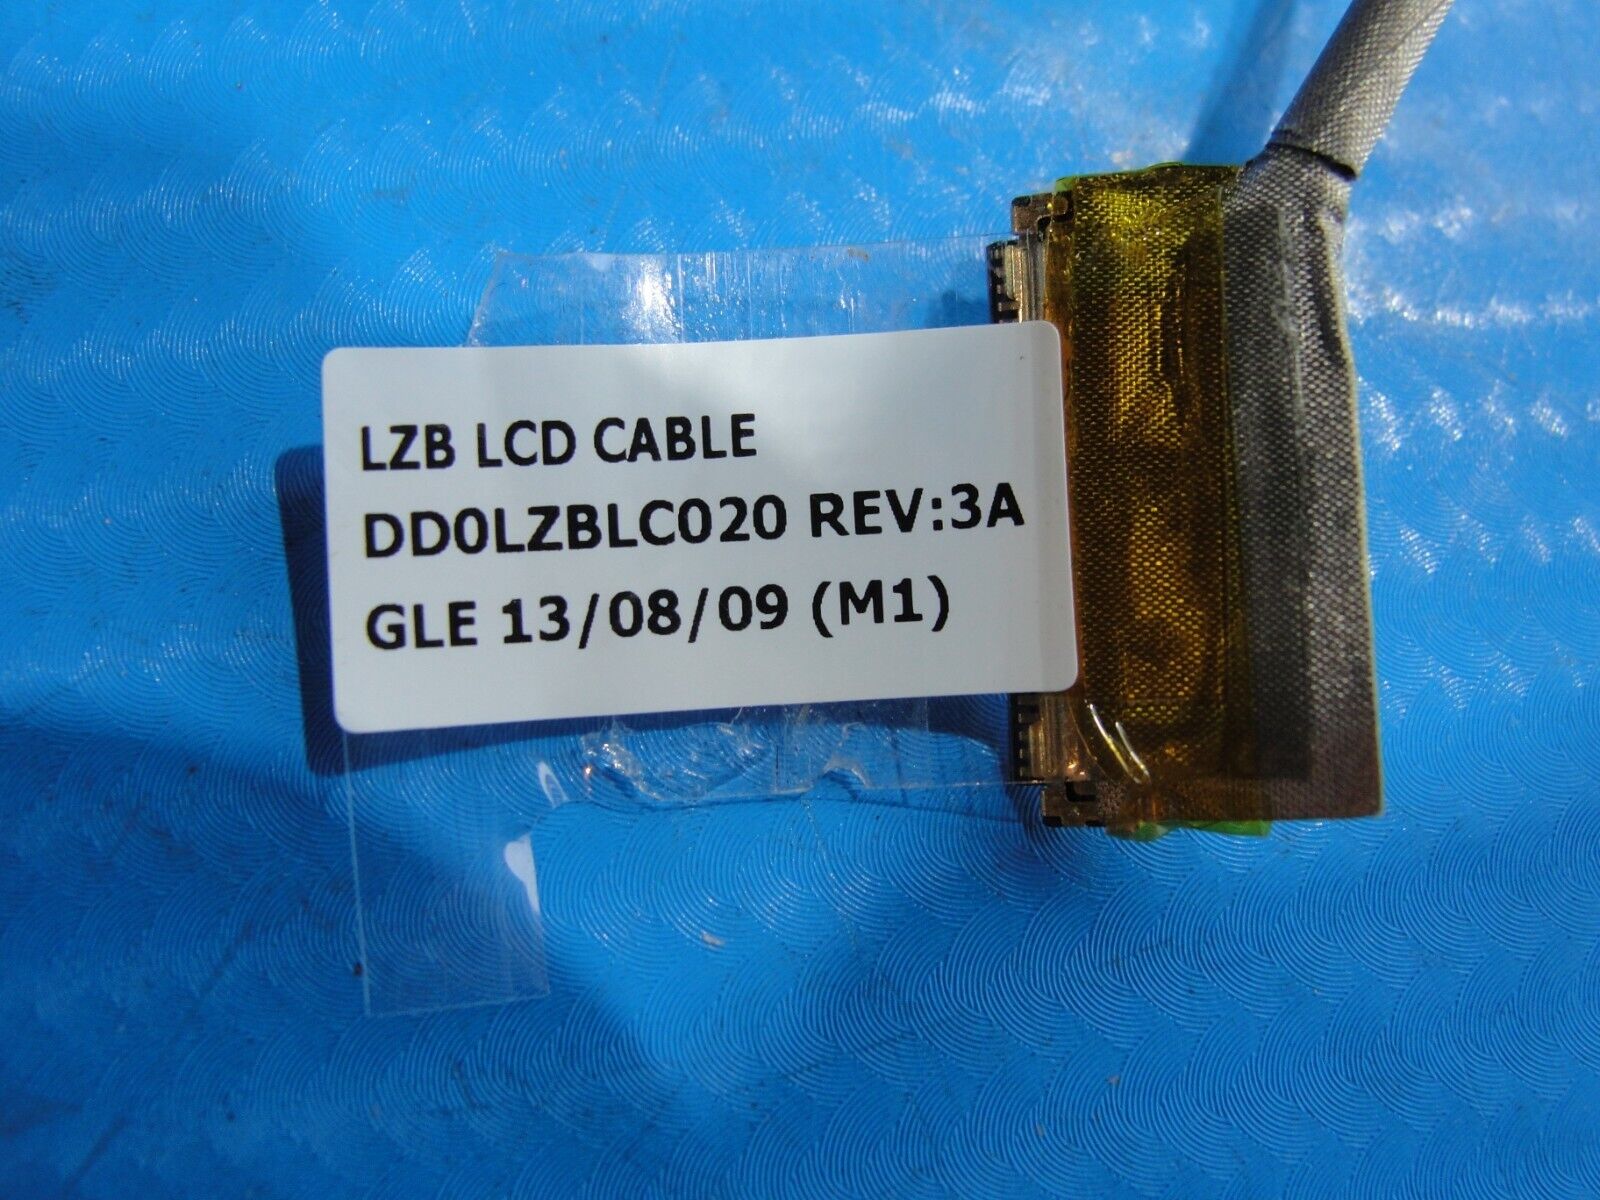 LZB LCD CABLE
DD0LZBLC020 REV:3A
GLE 13/08/09 (M1)